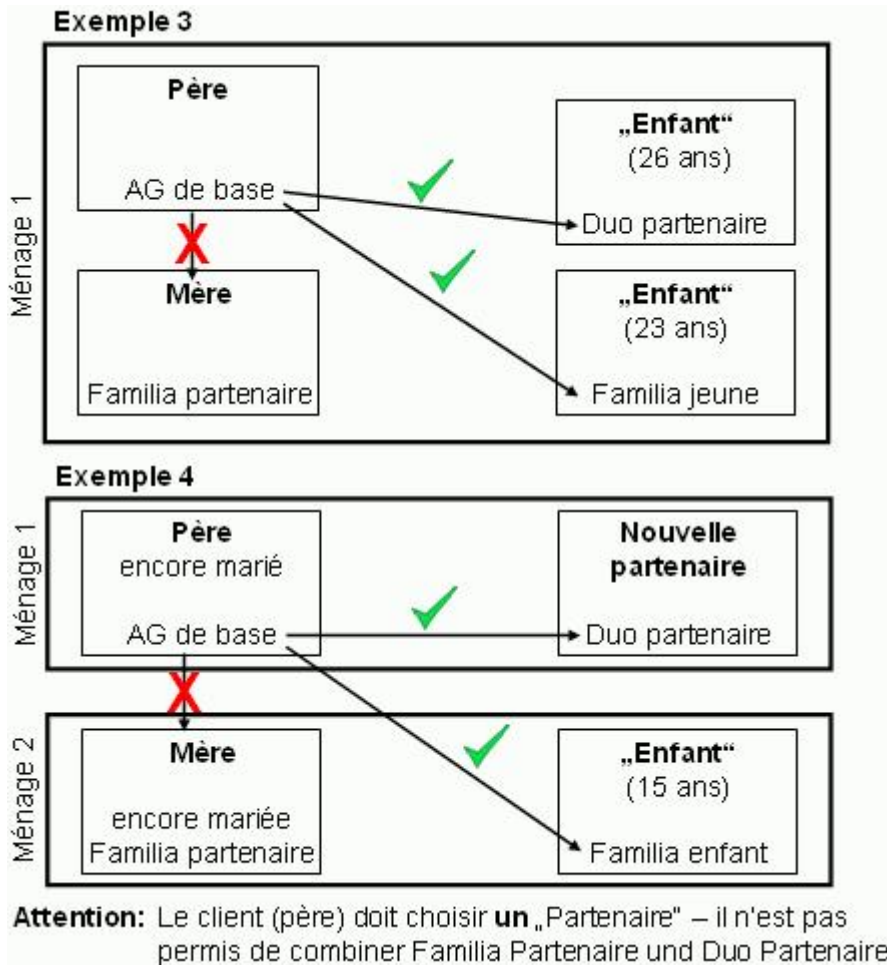 Exemple 3
Ménage 1
Père
AG de base
„Enfant“
(26 ans)
Duo partenaire
X
Mère
Familia partenaire
„Enfant“
(23 ans)
Familia jeune
Exemple 4
Ménage 1
Père
encore marié
AG de base
Nouvelle
partenaire
Duo partenaire
X
Ménage 2
Mère
encore mariée
Familia partenaire
„Enfant“
(15 ans)
Familia enfant
Attention: Le client (père) doit choisir un „Partenaire“ – il n'est pas
permis de combiner Familia Partenaire und Duo Partenaire